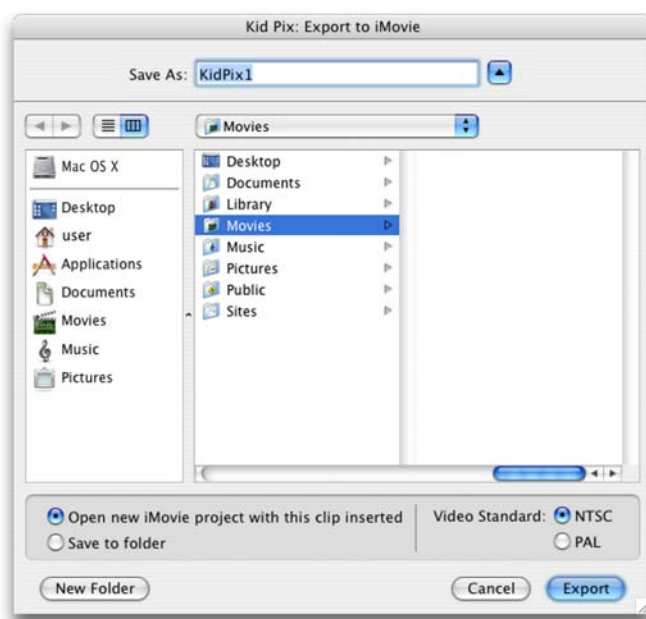 Kid Pix: Export to iMovie
Save As: KidPix1
Movies
Mac OS X
Desktop
user
Applications
Documents
Movies
Music
Pictures
Desktop
Documents
Library
Movies
Music
Pictures
Public
Sites
Open new iMovie project with this clip inserted
Save to folder
Video Standard: NTSC
PAL
New Folder
Cancel
Export